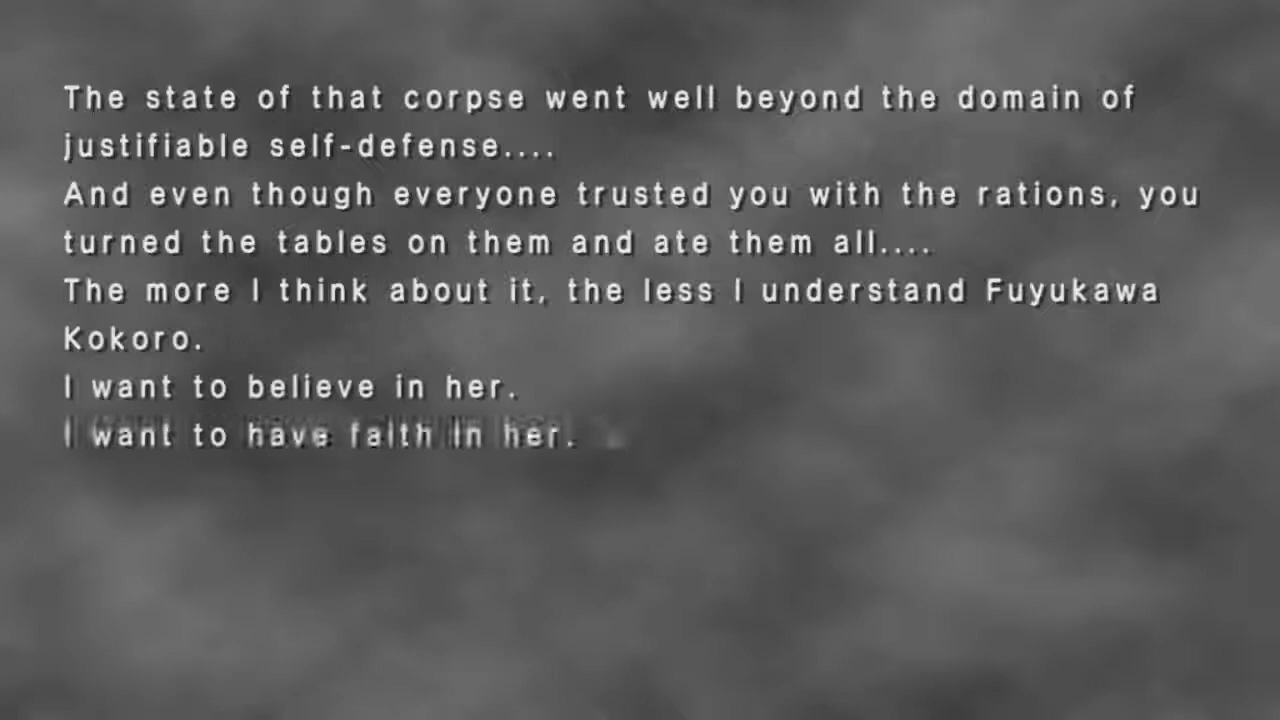 The state of that corpse went well beyond the domain of
justifiable self-defense....
And even though everyone trusted you with the rations, you
turned the tables on them and ate them all....
The more I think about it, the less I understand Fuyukawa
Kokoro.
I want to believe in her.
I want to have faith in her.